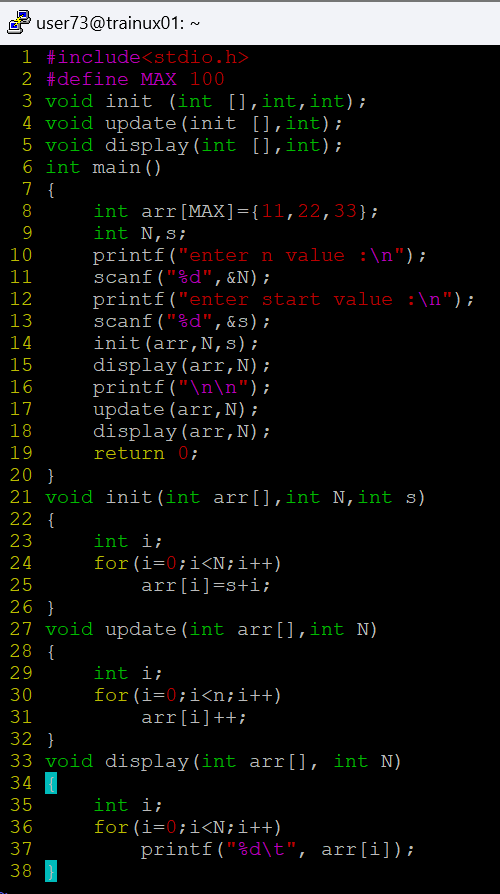 user73@trainux01: ~
1 #include<stdio.h>
2 #define MAX 100
3 void init (int [],int,int);
4 void update(init [],int);
5 void display(int [],int);
6 int main()
7 {
8     int arr[MAX]={11,22,33};
9     int N,s;
10     printf("enter n value :\n");
11     scanf("%d",&N);
12     printf("enter start value :\n");
13     scanf("%d",&s);
14     init(arr,N,s);
15     display(arr,N);
16     printf("\n\n");
17     update(arr,N);
18     display(arr,N);
19     return 0;
20 }
21 void init(int arr[],int N,int s)
22 {
23     int i;
24     for(i=0;i<N;i++)
25         arr[i]=s+i;
26 }
27 void update(int arr[],int N)
28 {
29     int i;
30     for(i=0;i<n;i++)
31         arr[i]++;
32 }
33 void display(int arr[], int N)
34 {
35     int i;
36     for(i=0;i<N;i++)
37         printf("%d\t", arr[i]);
38 }